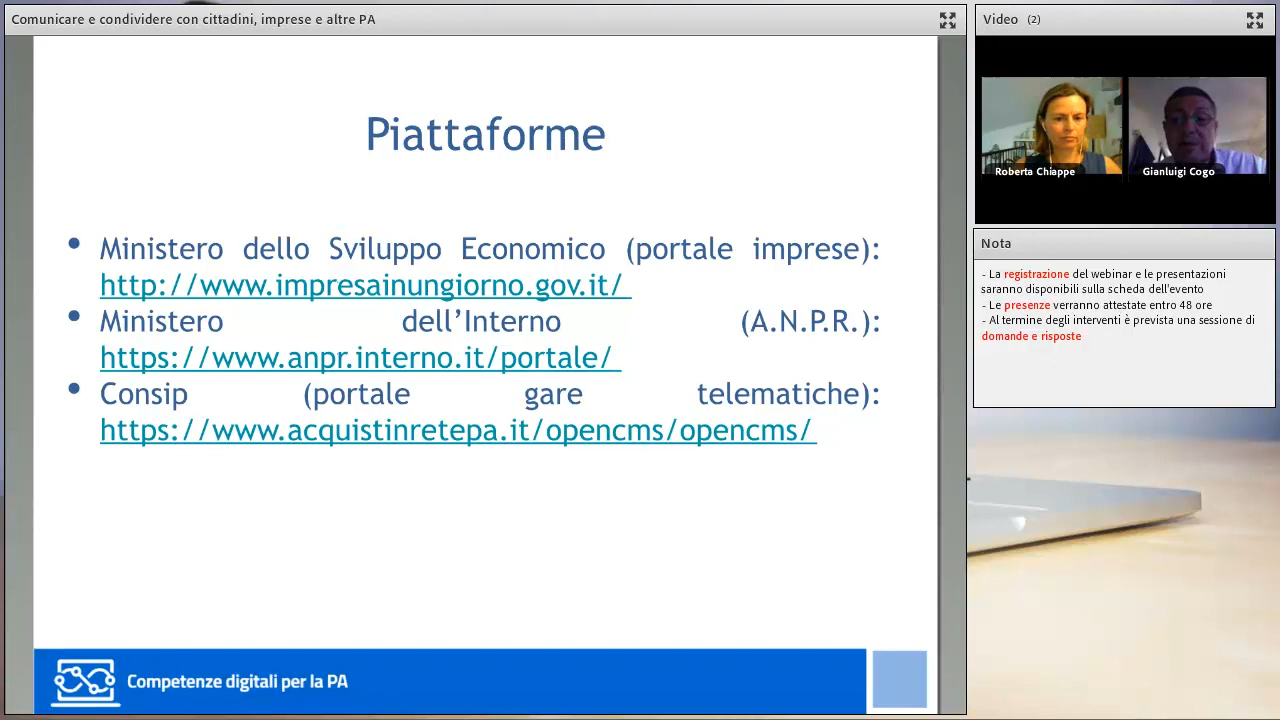 Comunicare e condividere con cittadini, imprese e altre PA
Piattaforme
• Ministero dello Sviluppo Economico (portale imprese):
http://www.impresainungiorno.gov.it/
• Ministero dell’Interno (A.N.P.R.):
https://www.anpr.interno.it/portale/
• Consip (portale gare telematiche):
https://www.acquistinretepa.it/opencms/opencms/
Competenze digitali per la PA
Video (2)
Roberta Chiappe
Gianluigi Cogo
Nota
- La registrazione del webinar e le presentazioni
saranno disponibili sulla scheda dell'evento
- Le presenze verranno attestate entro 48 ore
- Al termine degli interventi è prevista una sessione di
domande e risposte